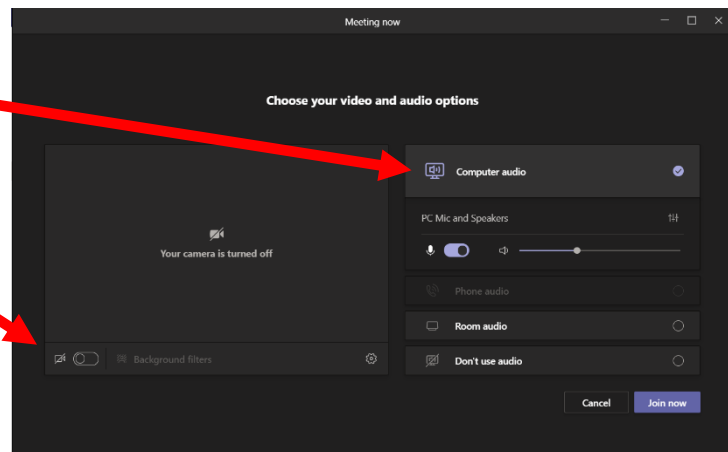 Meeting now
Choose your video and audio options
Your camera is turned off
Background filters
Computer audio
PC Mic and Speakers
Phone audio
Room audio
Don't use audio
Cancel
Join now